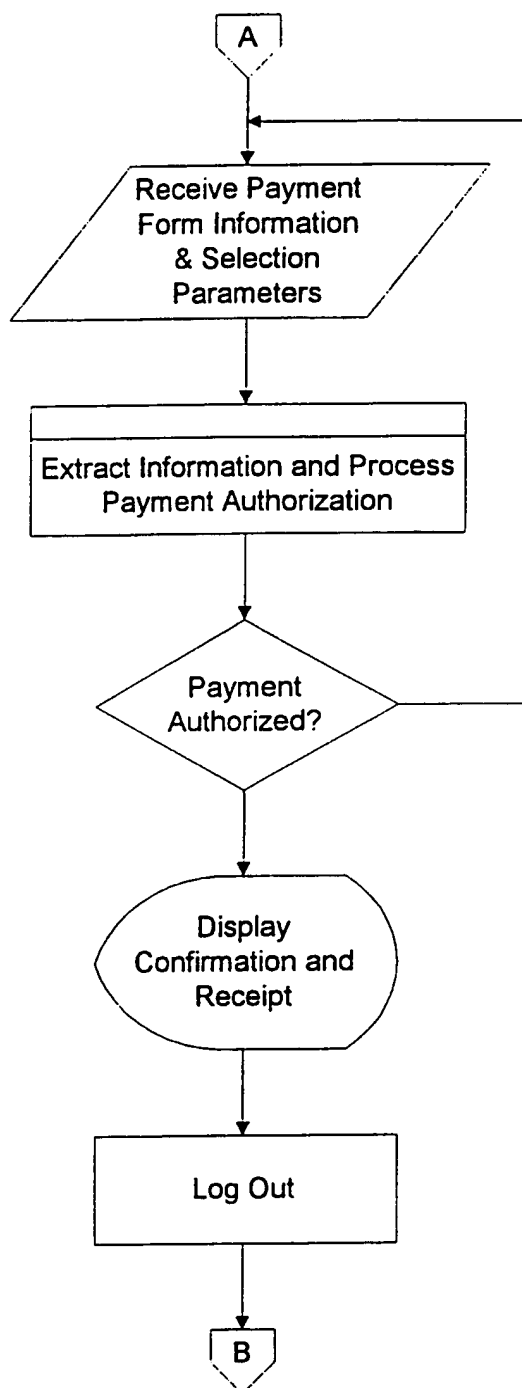 A
Receive Payment
Form Information
& Selection
Parameters
Extract Information and Process
Payment Authorization
Payment
Authorized?
Display
Confirmation and
Receipt
Log Out
B